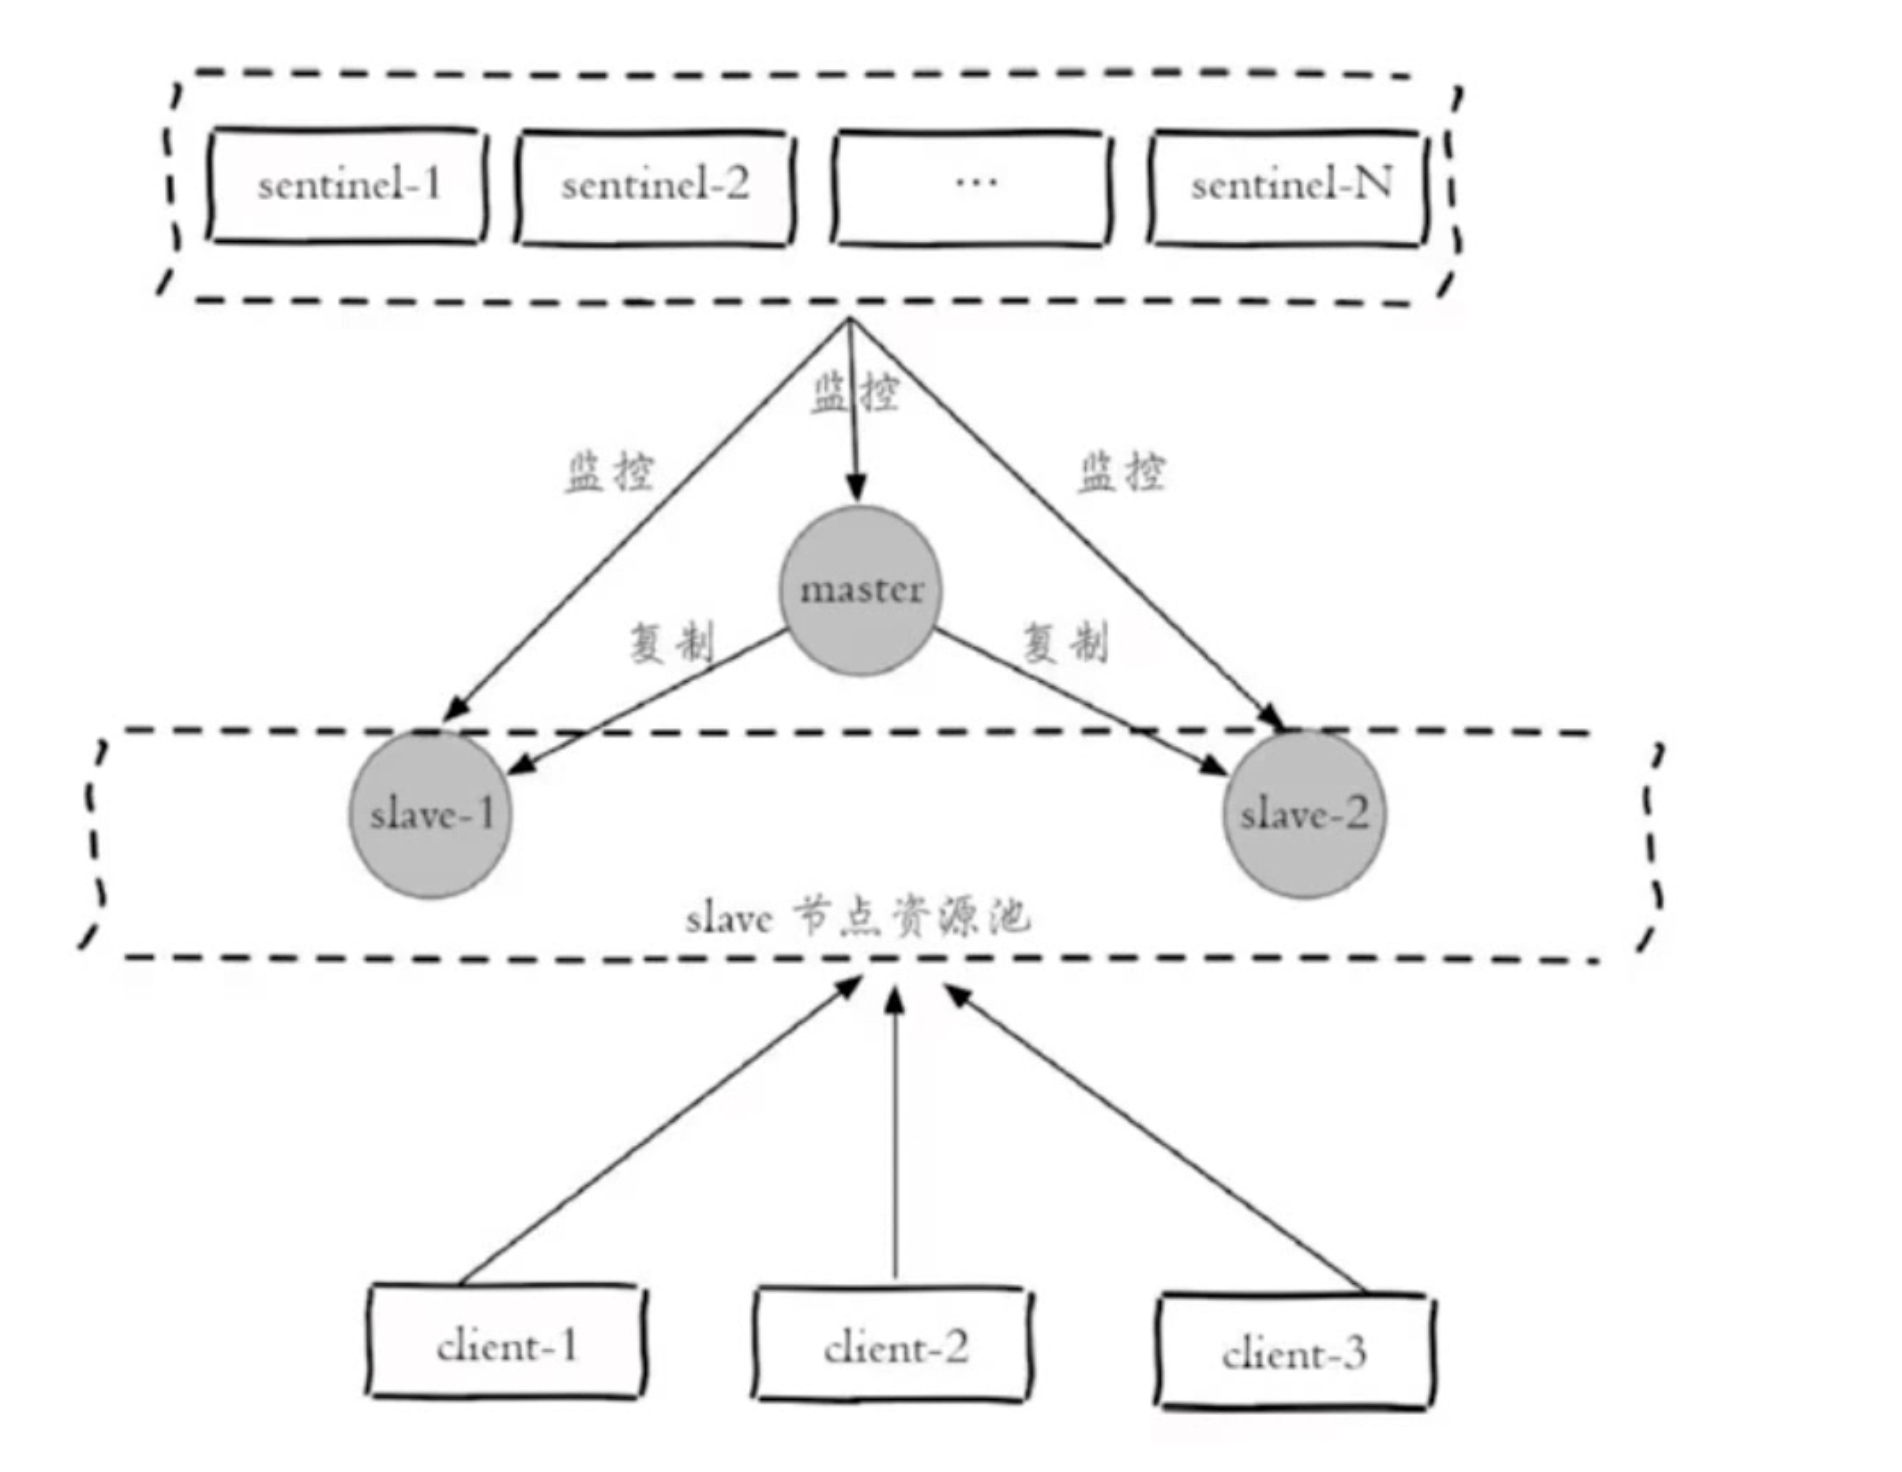 sentinel-1
sentinel-2
...
sentinel-N
监控
监控
监控
master
复制
复制
slave-1
slave-2
slave 节点资源池
client-1
client-2
client-3